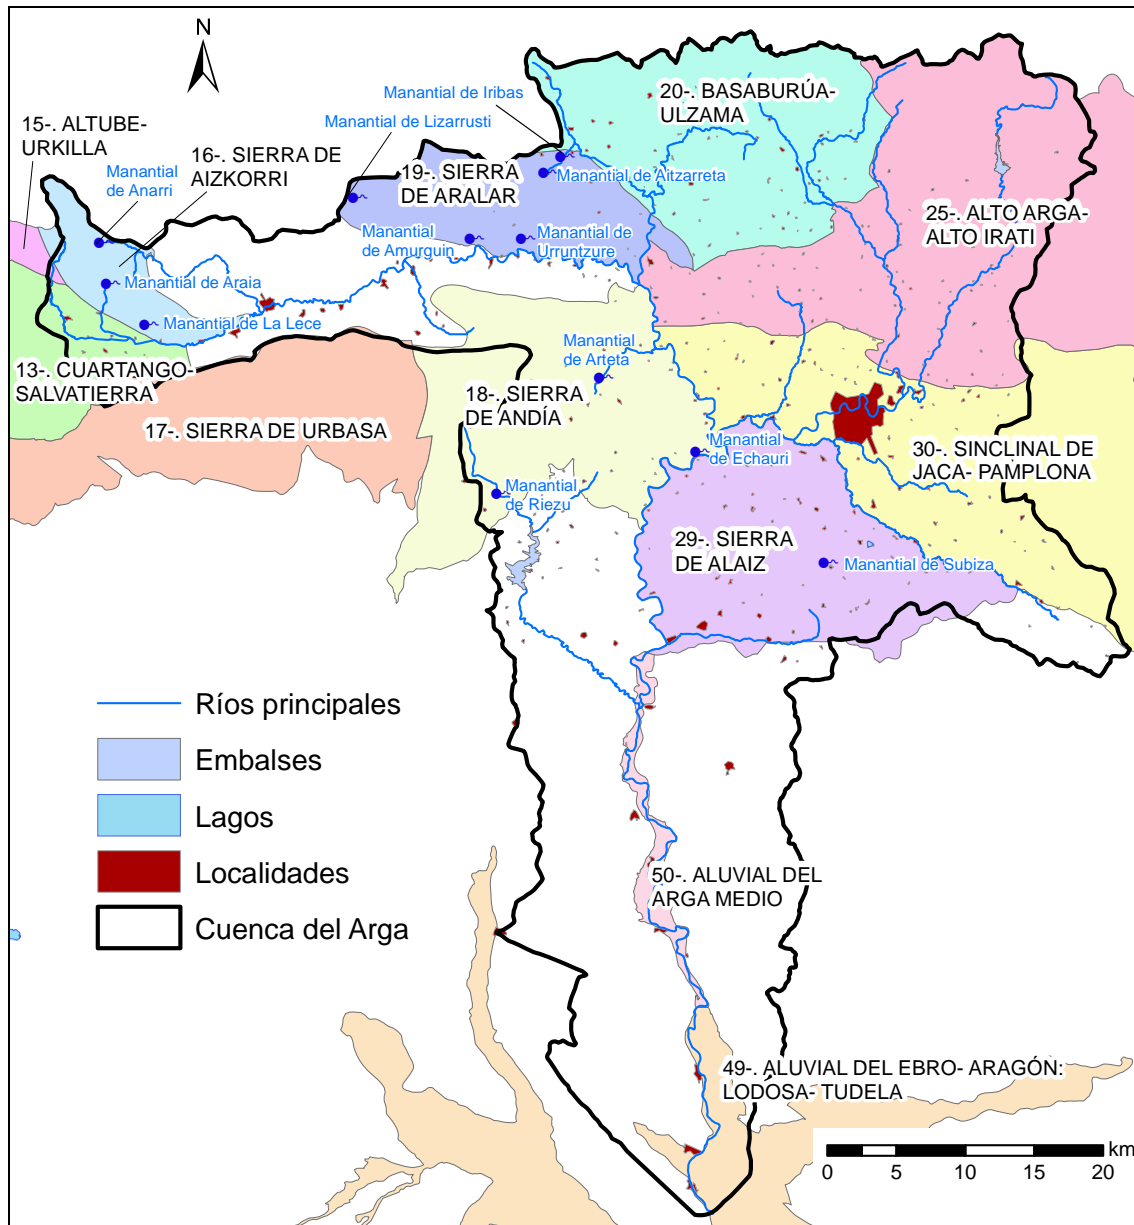 N
Manantial de Iribas
20-. BASABURÚA-
ULZAMA
Manantial de Lizarrusti
15-. ALTUBE-
URKILLA
16-. SIERRA DE
AIZKORRI
Manantial
de Anarri
19-. SIERRA
DE ARALAR
Manantial de Aitzarreta
25-. ALTO ARGA-
ALTO IRATI
Manantial
de Amurguin
Manantial de
Urruntzure
Manantial de Araia
Manantial de La Lece
Manantial
de Arteta
13-. CUARTANGO-
SALVATIERRA
18-. SIERRA
DE ANDÍA
17-. SIERRA DE URBASA
Manantial
de Echauri
30-. SINCLINAL DE
JACA- PAMPLONA
Manantial
de Riezu
29-. SIERRA
DE ALAIZ
Manantial de Subiza
Ríos principales
Embalses
Lagos
Localidades
Cuenca del Arga
50-. ALUVIAL DEL
ARGA MEDIO
49-. ALUVIAL DEL EBRO- ARAGÓN:
LODOSA- TUDELA
km
0 5 10 15 20